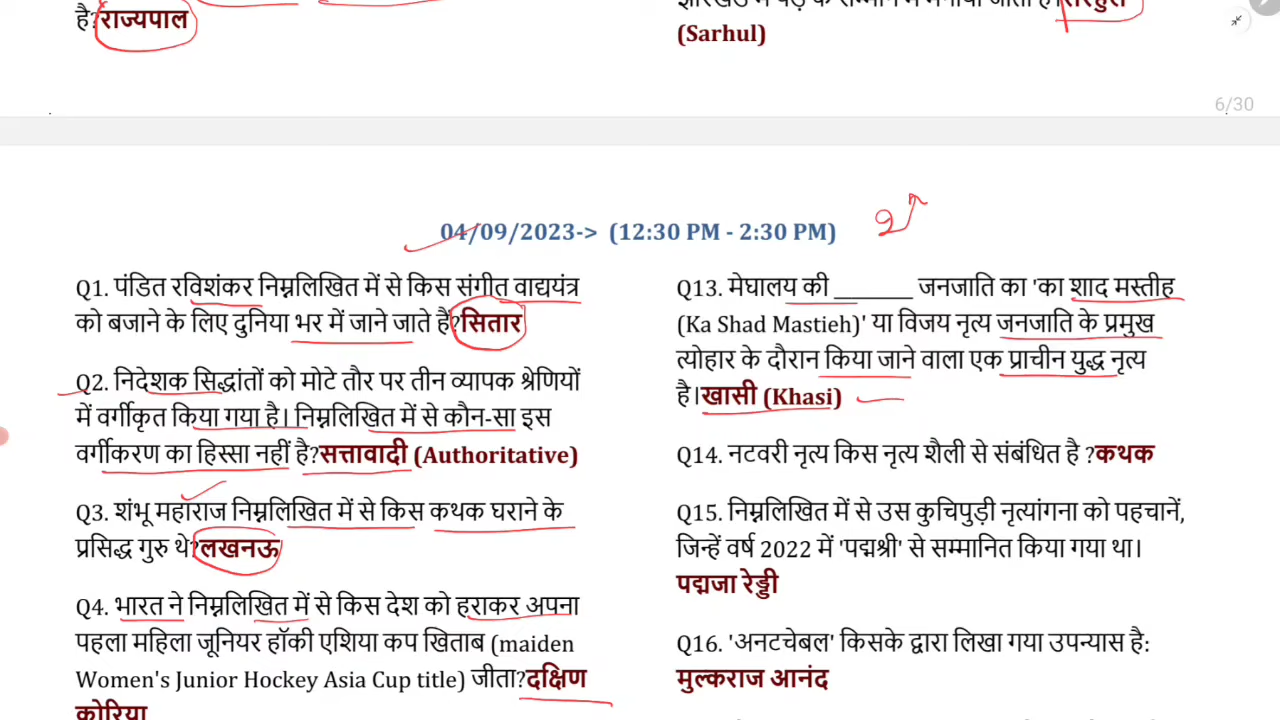 है?राज्यपाल
(Sarhul)
6/30
04/09/2023-> (12:30 PM - 2:30 PM)
Q1. पंडित रविशंकर निम्नलिखित में से किस संगीत वाद्ययंत्र
को बजाने के लिए दुनिया भर में जाने जाते हैं?सितार
Q2. निदेशक सिद्धांतों को मोटे तौर पर तीन व्यापक श्रेणियों
में वर्गीकृत किया गया है। निम्नलिखित में से कौन-सा इस
वर्गीकरण का हिस्सा नहीं है?सत्तावादी (Authoritative)
Q3. शंभू महाराज निम्नलिखित में से किस कथक घराने के
प्रसिद्ध गुरु थे?लखनऊ
Q4. भारत ने निम्नलिखित में से किस देश को हराकर अपना
पहला महिला जूनियर हॉकी एशिया कप खिताब (maiden
Women's Junior Hockey Asia Cup title) जीता?दक्षिण
कोरिया
Q13. मेघालय की ______ जनजाति का 'का शाद मस्तीह
(Ka Shad Mastieh)' या विजय नृत्य जनजाति के प्रमुख
त्योहार के दौरान किया जाने वाला एक प्राचीन युद्ध नृत्य
है।खासी (Khasi)
Q14. नटवरी नृत्य किस नृत्य शैली से संबंधित है ?कथक
Q15. निम्नलिखित में से उस कुचिपुड़ी नृत्यांगना को पहचानें,
जिन्हें वर्ष 2022 में 'पद्मश्री' से सम्मानित किया गया था।
पद्मजा रेड्डी
Q16. 'अनटचेबल' किसके द्वारा लिखा गया उपन्यास है:
मुल्कराज आनंद